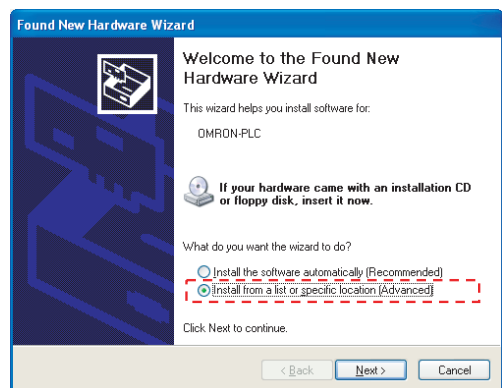 Found New Hardware Wizard
Welcome to the Found New
Hardware Wizard
This wizard helps you install software for:
OMRON-PLC
If your hardware came with an installation CD
or floppy disk, insert it now.
What do you want the wizard to do?
Install the software automatically (Recommended)
Install from a list or specific location (Advanced)
Click Next to continue.
< Back Next > Cancel